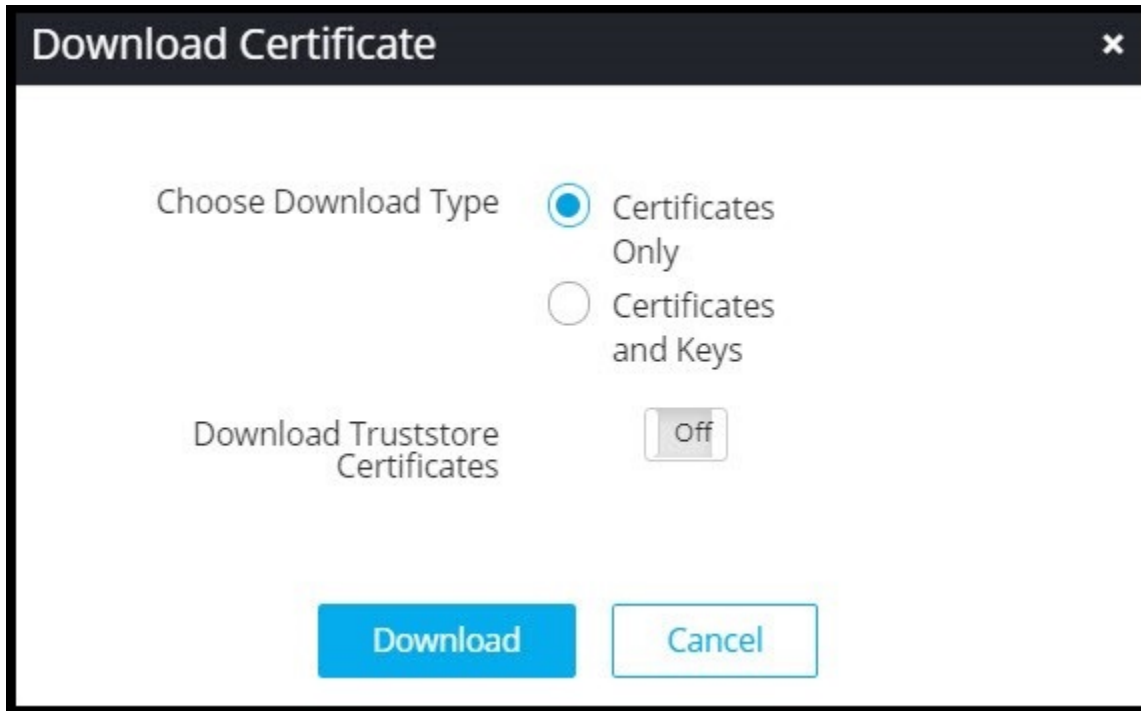 Download Certificate
Choose Download Type
Certificates
Only
Certificates
and Keys
Download Truststore
Certificates
Off
Download
Cancel